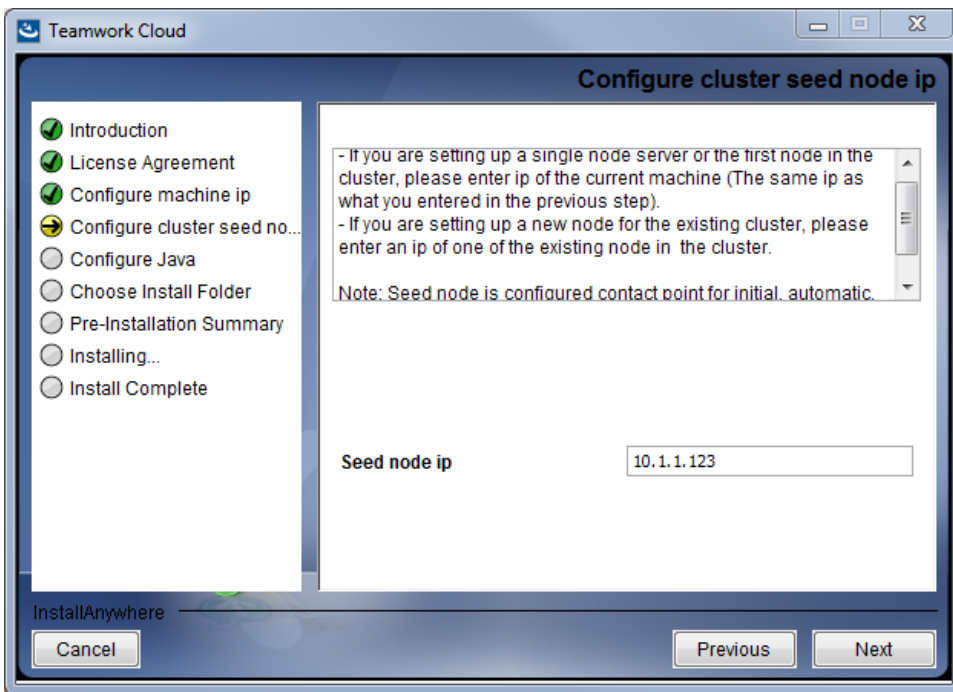 Teamwork Cloud
Configure cluster seed node ip
Introduction
License Agreement
Configure machine ip
Configure cluster seed no...
Configure Java
Choose Install Folder
Pre-Installation Summary
Installing...
Install Complete
- If you are setting up a single node server or the first node in the
cluster, please enter ip of the current machine (The same ip as
what you entered in the previous step).
- If you are setting up a new node for the existing cluster, please
enter an ip of one of the existing node in  the cluster.
Note: Seed node is configured contact point for initial, automatic,
Seed node ip
10.1.1.123
InstallAnywhere
Cancel
Previous
Next